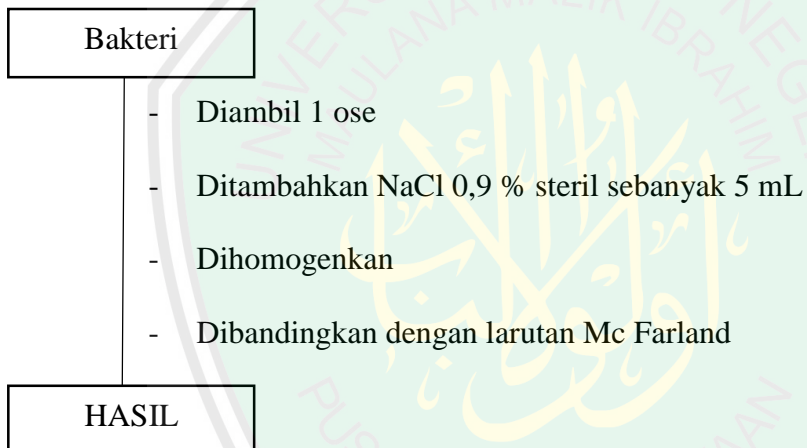 Bakteri
- Diambil 1 ose
- Ditambahkan NaCl 0,9 % steril sebanyak 5 mL
- Dihomogenkan
- Dibandingkan dengan larutan Mc Farland
HASIL